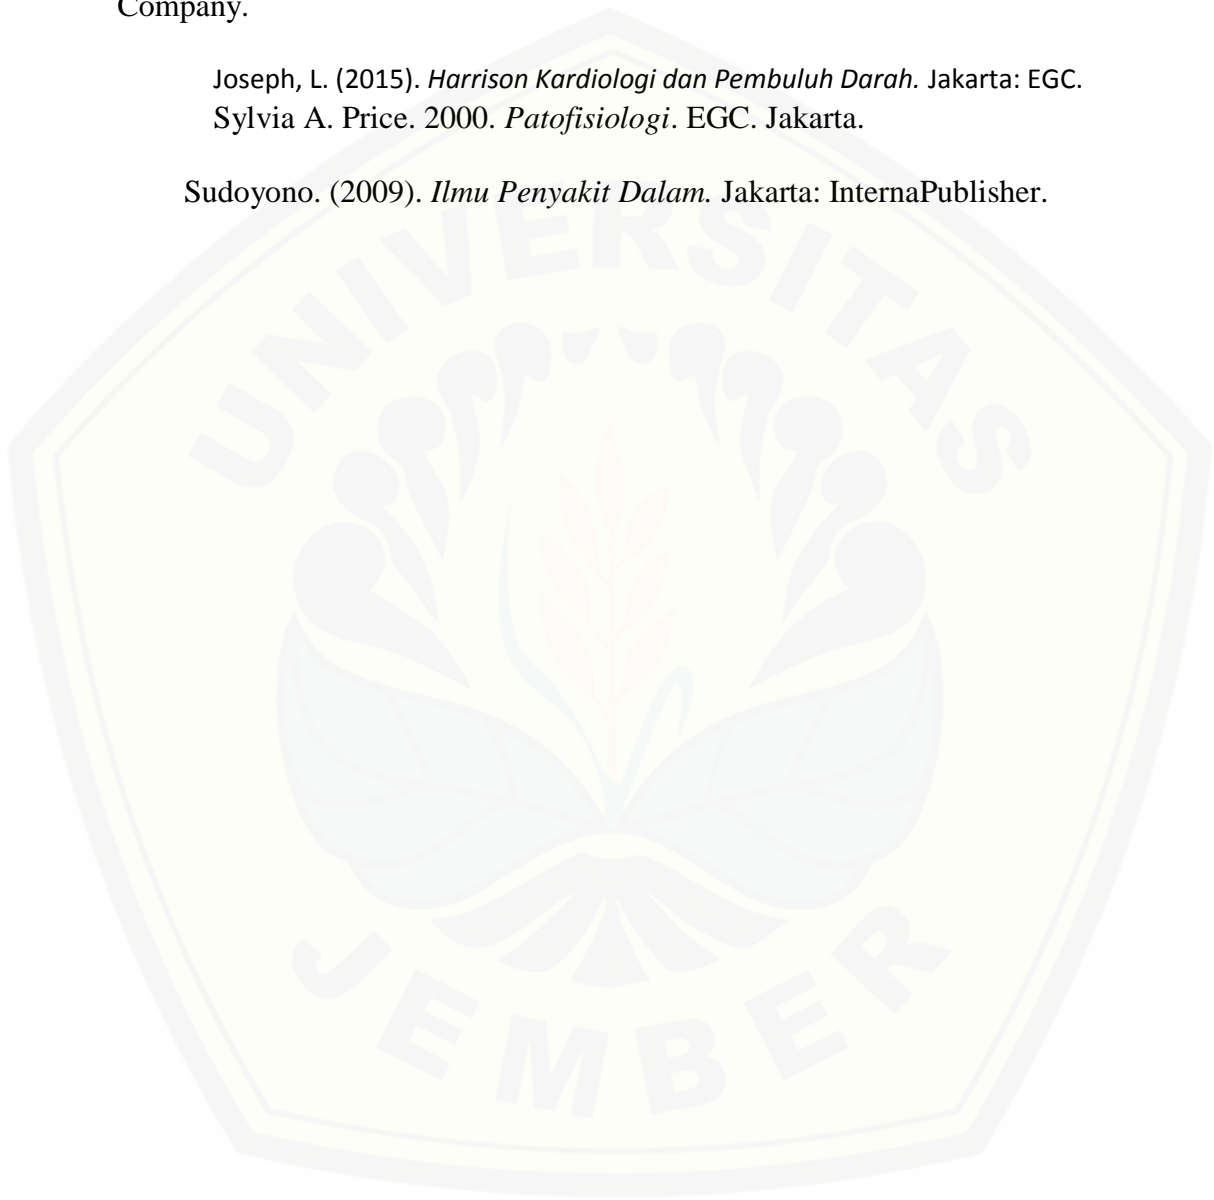 Company.
Joseph, L. (2015). Harrison Kardiologi dan Pembuluh Darah. Jakarta: EGC.
Sylvia A. Price. 2000. Patofisiologi. EGC. Jakarta.
Sudoyono. (2009). Ilmu Penyakit Dalam. Jakarta: InternaPublisher.
UNIVERSITAS
JEMBER